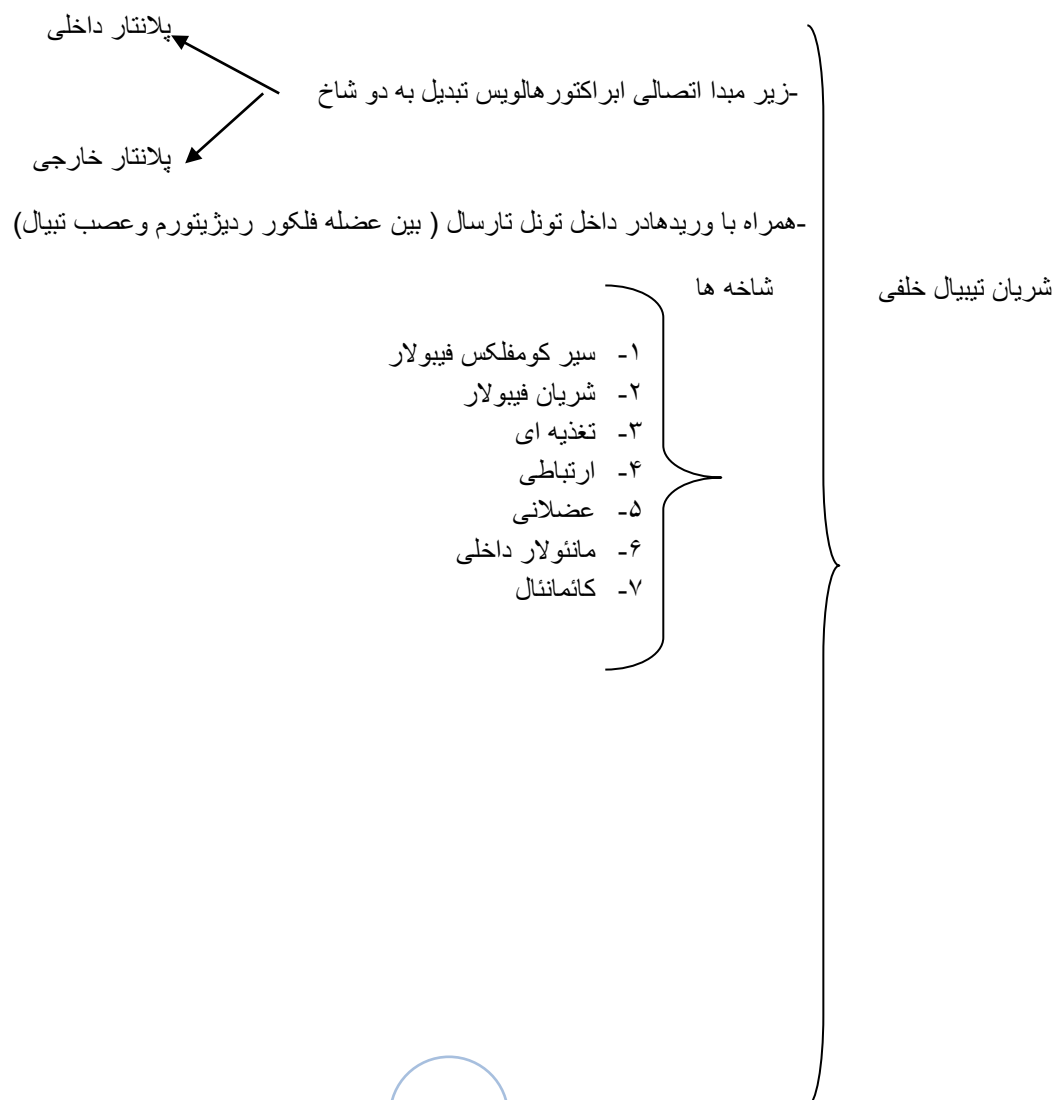 پلانتار داخلی
-زیر مبدا اتصالی ابراکتورهالویس تبدیل به دو شاخ
پلانتار خارجی
-همراه با وریدهادر داخل تونل تارسال ( بین عضله فلکور ردیژیتورم وعصب تبیال)
شریان تیبیال خلفی
شاخه ها
۱- سیر کومفلکس فیبولار
۲- شریان فیبولار
۳- تغذیه ای
۴- ارتباطی
۵- عضلانی
۶- مانئولار داخلی
۷- کائمانئال